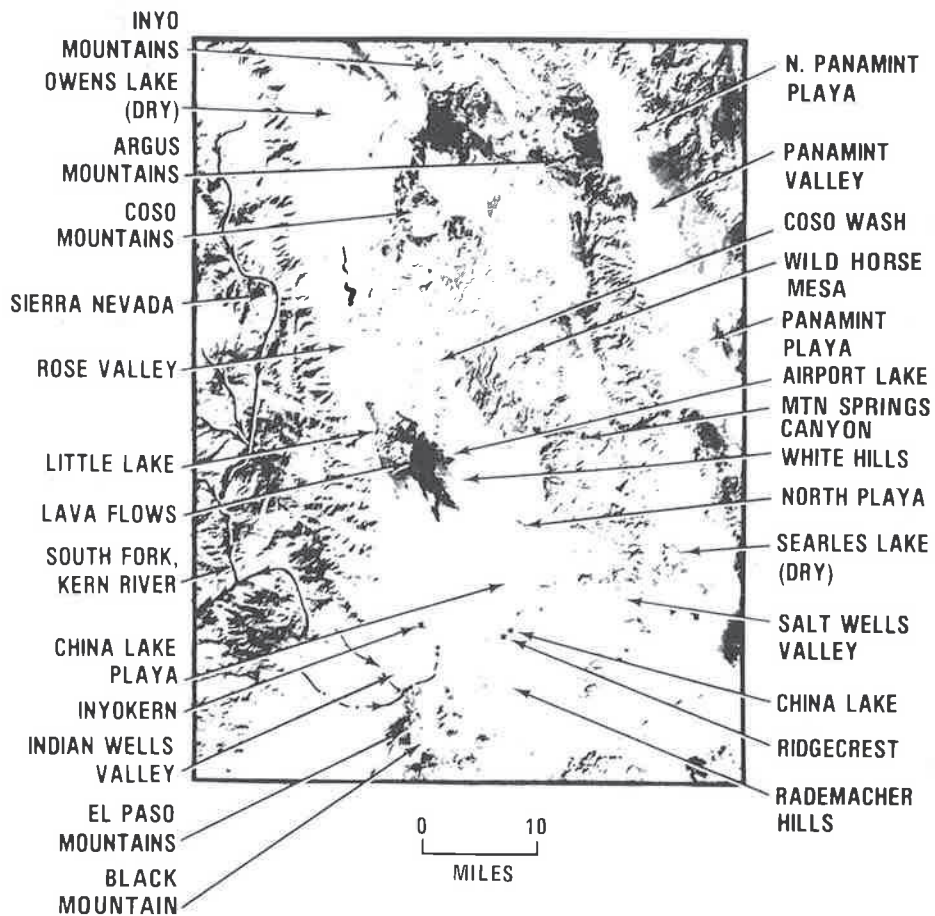 INYO
MOUNTAINS
OWENS LAKE
(DRY)
ARGUS
MOUNTAINS
COSO
MOUNTAINS
SIERRA NEVADA
ROSE VALLEY
LITTLE LAKE
LAVA FLOWS
SOUTH FORK,
KERN RIVER
CHINA LAKE
PLAYA
INYOKERN
INDIAN WELLS
VALLEY
EL PASO
MOUNTAINS
BLACK
MOUNTAIN
N. PANAMINT
PLAYA
PANAMINT
VALLEY
COSO WASH
WILD HORSE
MESA
PANAMINT
PLAYA
AIRPORT LAKE
MTN SPRINGS
CANYON
WHITE HILLS
NORTH PLAYA
SEARLES LAKE
(DRY)
SALT WELLS
VALLEY
CHINA LAKE
RIDGECREST
RADEMACHER
HILLS
0 10
MILES